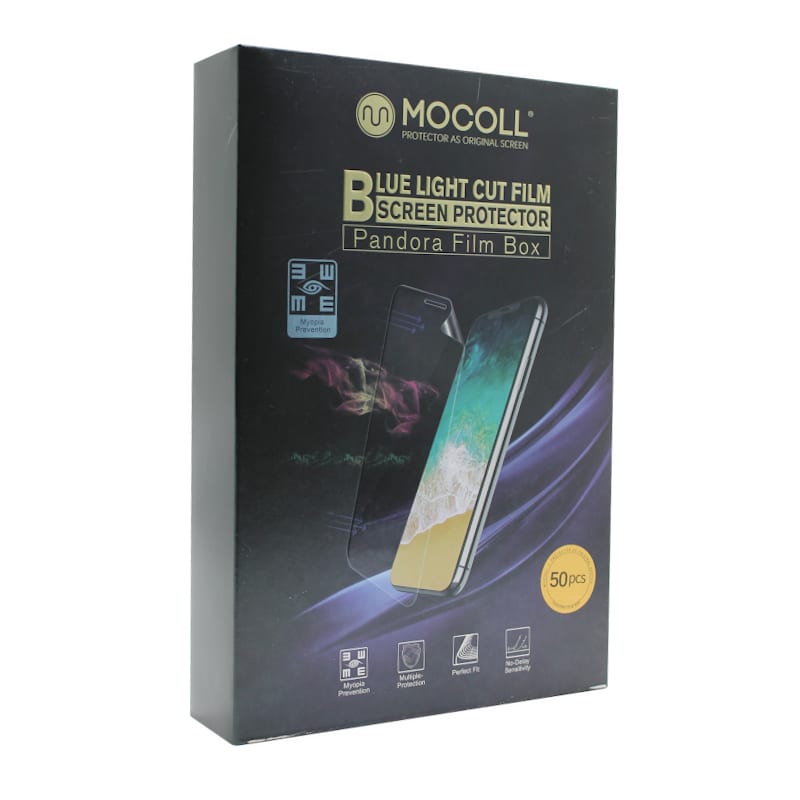 MOCOLL®
PROTECTOR AS ORIGINAL SCREEN
BLUE LIGHT CUT FILM
SCREEN PROTECTOR
Pandora Film Box
Myopia
Prevention
50pcs
Myopia
Prevention
Multiple-
Protection
Perfect Fit
No-Delay
Sensitivity